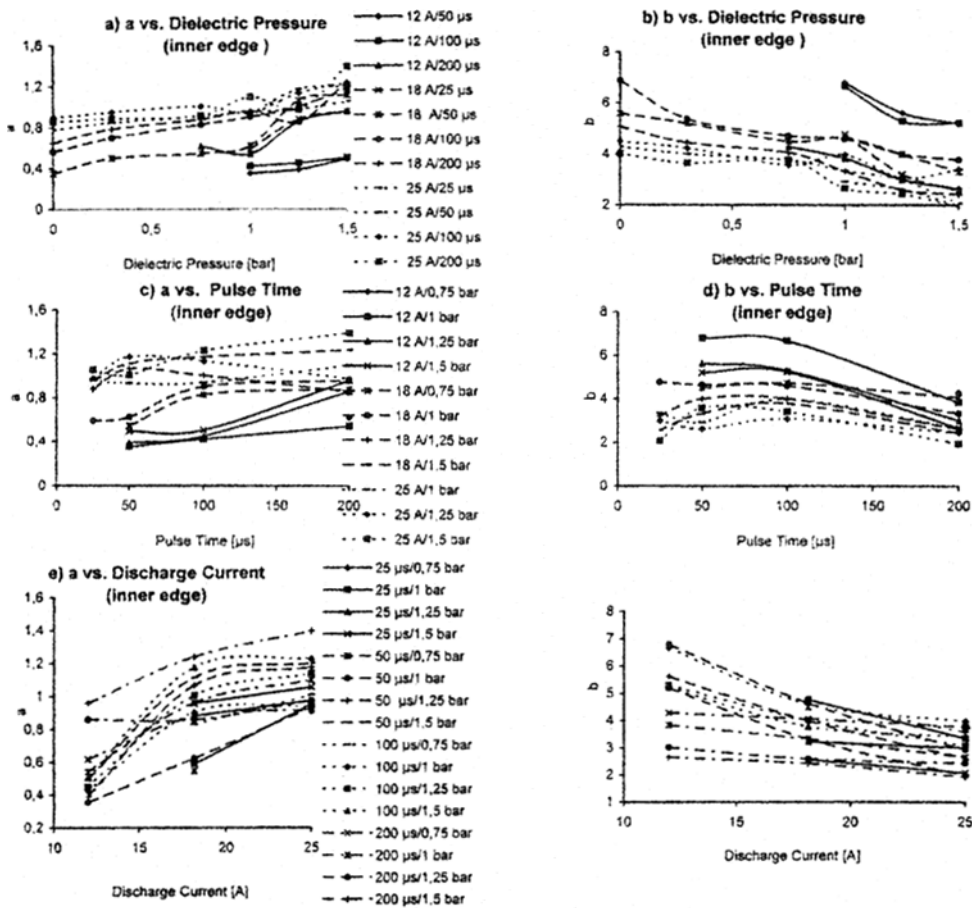 a) a vs. Dielectric Pressure
(inner edge )
1,6
1,2
0,8
0,4
0
a
0
0,5
1
1,5
Dielectric Pressure [bar]
12 A/50 µs
12 A/100 µs
12 A/200 µs
18 A/25 µs
18 A/50 µs
18 A/100 µs
18 A/200 µs
25 A/25 µs
25 A/50 µs
25 A/100 µs
25 A/200 µs
b) b vs. Dielectric Pressure
(inner edge )
8
6
4
2
b
0
0,5
1
1,5
Dielectric Pressure [bar]
c) a vs. Pulse Time
(inner edge)
1,6
1,2
0,8
0,4
0
a
0
50
100
150
200
Pulse Time [µs]
12 A/0,75 bar
12 A/1 bar
12 A/1,25 bar
12 A/1,5 bar
18 A/0,75 bar
18 A/1 bar
18 A/1,25 bar
18 A/1,5 bar
25 A/1 bar
25 A/1,25 bar
25 A/1,5 bar
d) b vs. Pulse Time
(inner edge)
8
6
4
2
0
b
0
50
100
150
200
Pulse Time [µs]
e) a vs. Discharge Current
(inner edge)
1,6
1,4
1,2
1
0,8
0,6
0,4
0,2
a
10
15
20
25
Discharge Current [A]
25 µs/0,75 bar
25 µs/1 bar
25 µs/1,25 bar
25 µs/1,5 bar
50 µs/0,75 bar
50 µs/1 bar
50 µs/1,25 bar
50 µs/1,5 bar
100 µs/0,75 bar
100 µs/1 bar
100 µs/1,25 bar
100 µs/1,5 bar
200 µs/0,75 bar
200 µs/1 bar
200 µs/1,25 bar
200 µs/1,5 bar
8
7
6
5
4
3
2
1
b
10
15
20
25
Discharge Current [A]